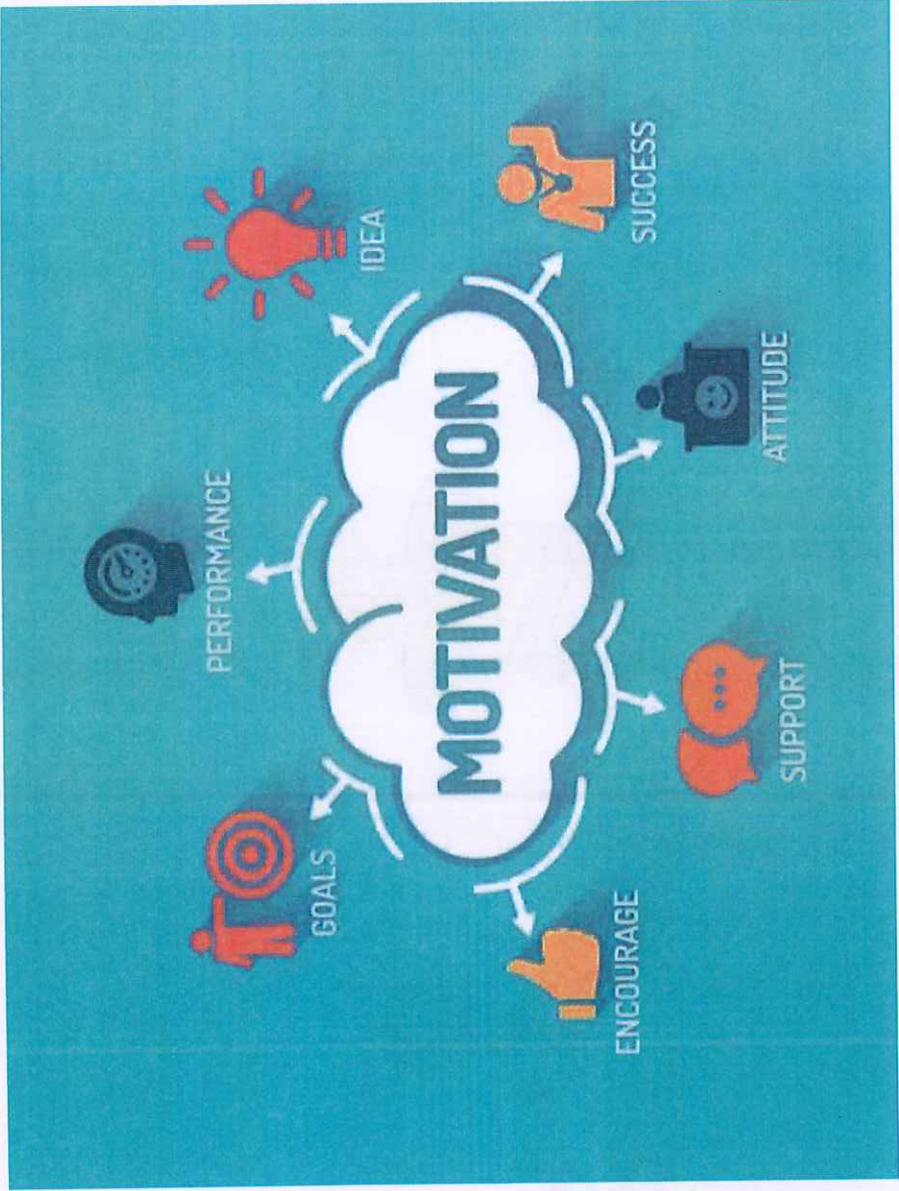 PERFORMANCE
GOALS
IDEA
MOTIVATION
ENCOURAGE
SUCCESS
SUPPORT
ATTITUDE